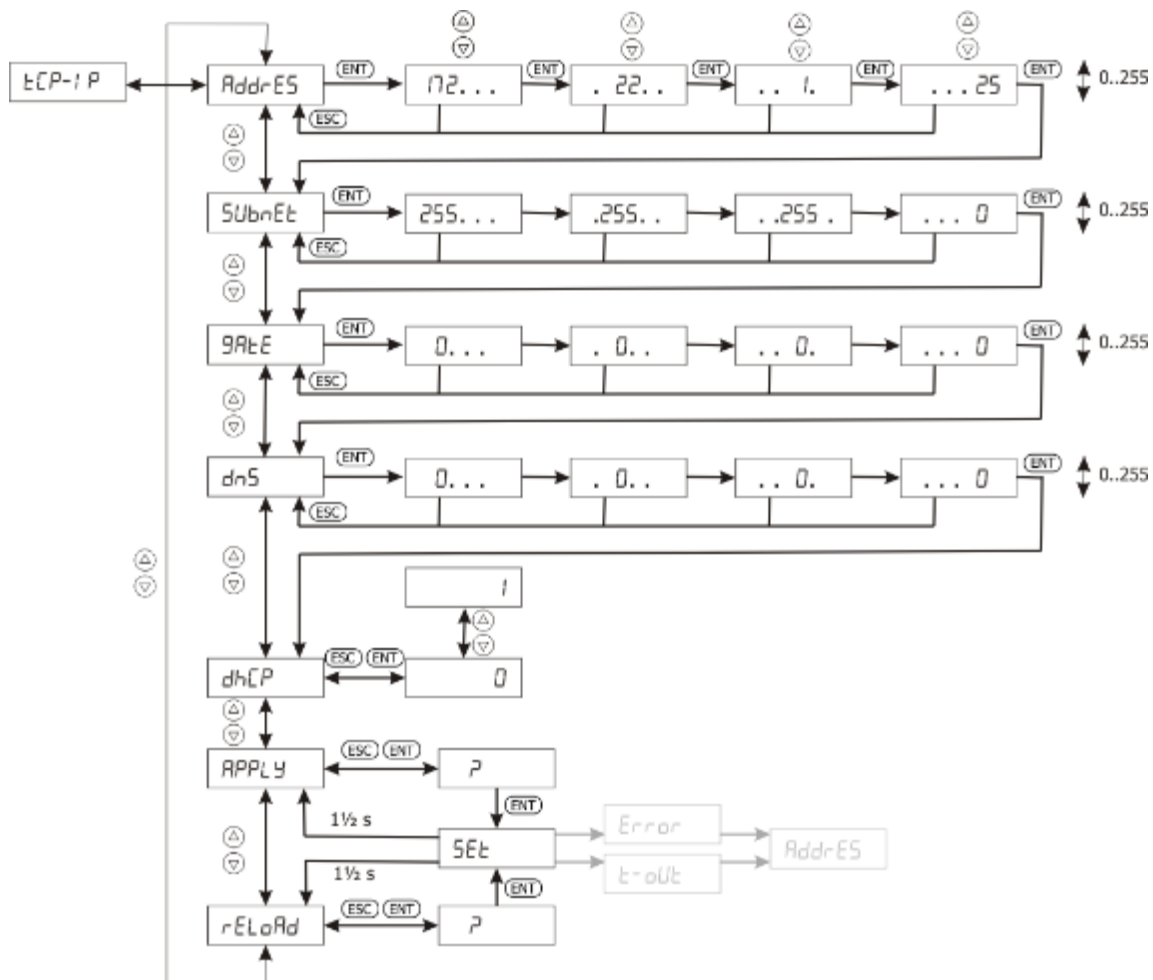 tCP-IP
AddrES ENT 172... ENT . 22.. ENT .. 1. ENT ...25 ENT 0..255
ESC
SUbnEt ENT 255... .255.. ..255. ... 0 ENT 0..255
ESC
gAtE ENT 0... . 0.. .. 0. ... 0 ENT 0..255
ESC
dnS ENT 0... . 0.. .. 0. ... 0 ENT 0..255
ESC
1
dhCP ESC ENT 0
APPLY ESC ENT ?
ENT
1½ s
SEt Error AddrES
t-oUt
1½ s
ENT
rELoAd ESC ENT ?